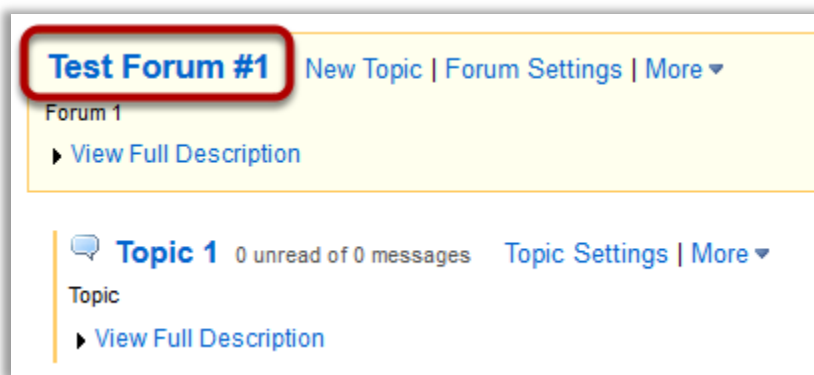 Test Forum #1 New Topic | Forum Settings | More
Forum 1
View Full Description
Topic 1 0 unread of 0 messages Topic Settings | More
Topic
View Full Description